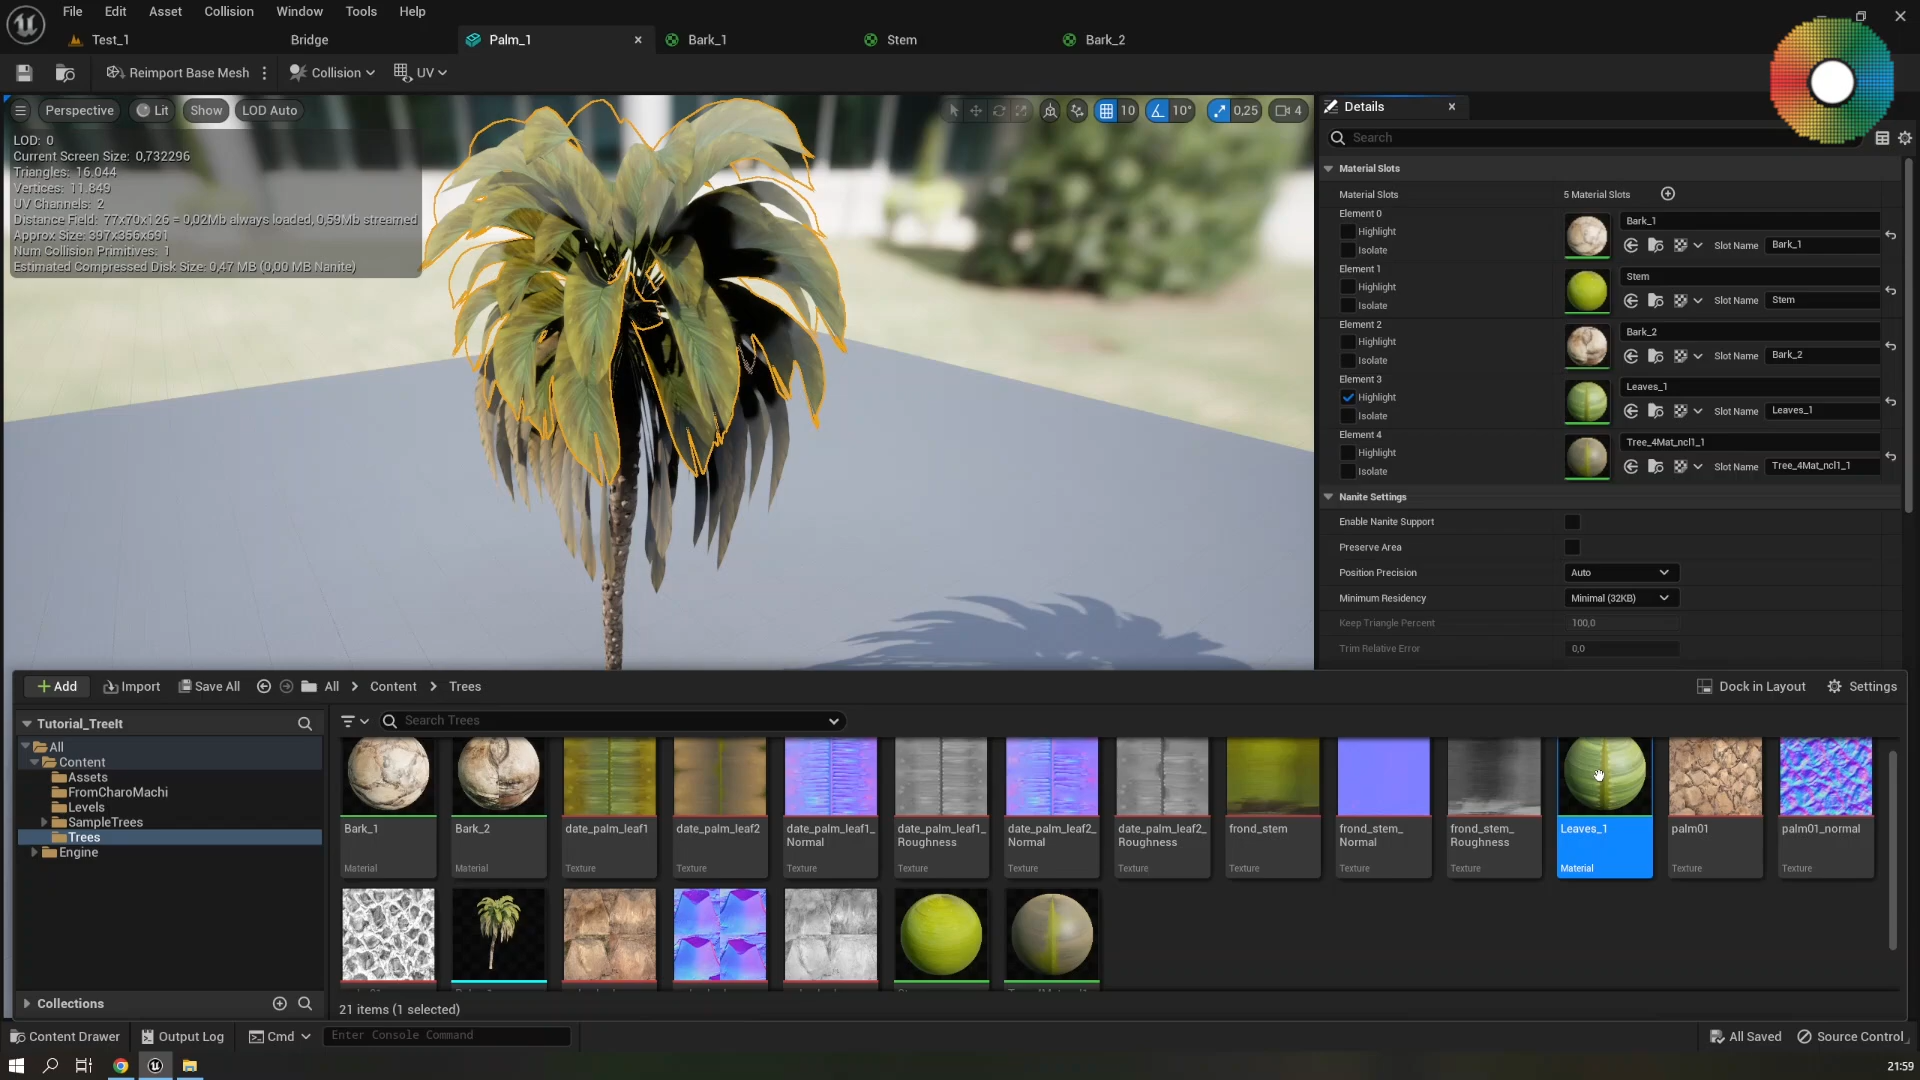 File Edit Asset Collision Window Tools Help
Test_1 Bridge Palm_1 Bark_1 Stem Bark_2
Reimport Base Mesh Collision UV
Perspective Lit Show LOD Auto 10 10° 0,25 4
LOD: 0
Current Screen Size: 0,732296
Triangles: 16.044
Vertices: 11.849
UV Channels: 2
Distance Field: 77x70x126 = 0,02Mb always loaded, 0,59Mb streamed
Approx Size: 397x356x691
Num Collision Primitives: 1
Estimated Compressed Disk Size: 0,47 MB (0,00 MB Nanite)
Details
Search
Material Slots
Material Slots 5 Material Slots
Element 0 Bark_1
Highlight
Isolate Slot Name Bark_1
Element 1 Stem
Highlight
Isolate Slot Name Stem
Element 2 Bark_2
Highlight
Isolate Slot Name Bark_2
Element 3 Leaves_1
Highlight
Isolate Slot Name Leaves_1
Element 4 Tree_4Mat_ncl1_1
Highlight
Isolate Slot Name Tree_4Mat_ncl1_1
Nanite Settings
Enable Nanite Support
Preserve Area
Position Precision Auto
Minimum Residency Minimal (32KB)
Keep Triangle Percent 100,0
Trim Relative Error 0,0
Add Import Save All All Content Trees Dock in Layout Settings
Tutorial_TreeIt
Search Trees
All
Content
Assets
FromCharoMachi
Levels
SampleTrees
Trees
Engine
Bark_1
Material
Bark_2
Material
date_palm_leaf1
Texture
date_palm_leaf2
Texture
date_palm_leaf1_
Normal
Texture
date_palm_leaf1_
Roughness
Texture
date_palm_leaf2_
Normal
Texture
date_palm_leaf2_
Roughness
Texture
frond_stem
Texture
frond_stem_
Normal
Texture
frond_stem_
Roughness
Texture
Leaves_1
Material
palm01
Texture
palm01_normal
Texture
Collections
21 items (1 selected)
Content Drawer Output Log Cmd Enter Console Command All Saved Source Control
21:59